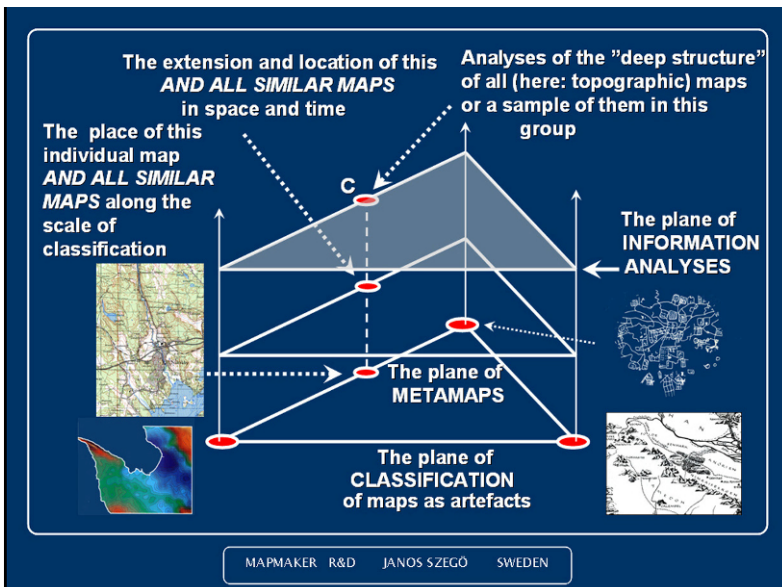 The extension and location of this
AND ALL SIMILAR MAPS
in space and time
Analyses of the ”deep structure”
of all (here: topographic) maps
or a sample of them in this
group
The place of this
individual map
AND ALL SIMILAR
MAPS along the
scale of
classification
C
The plane of
INFORMATION
ANALYSES
The plane of
METAMAPS
The plane of
CLASSIFICATION
of maps as artefacts
MAPMAKER R&D JANOS SZEGÖ SWEDEN